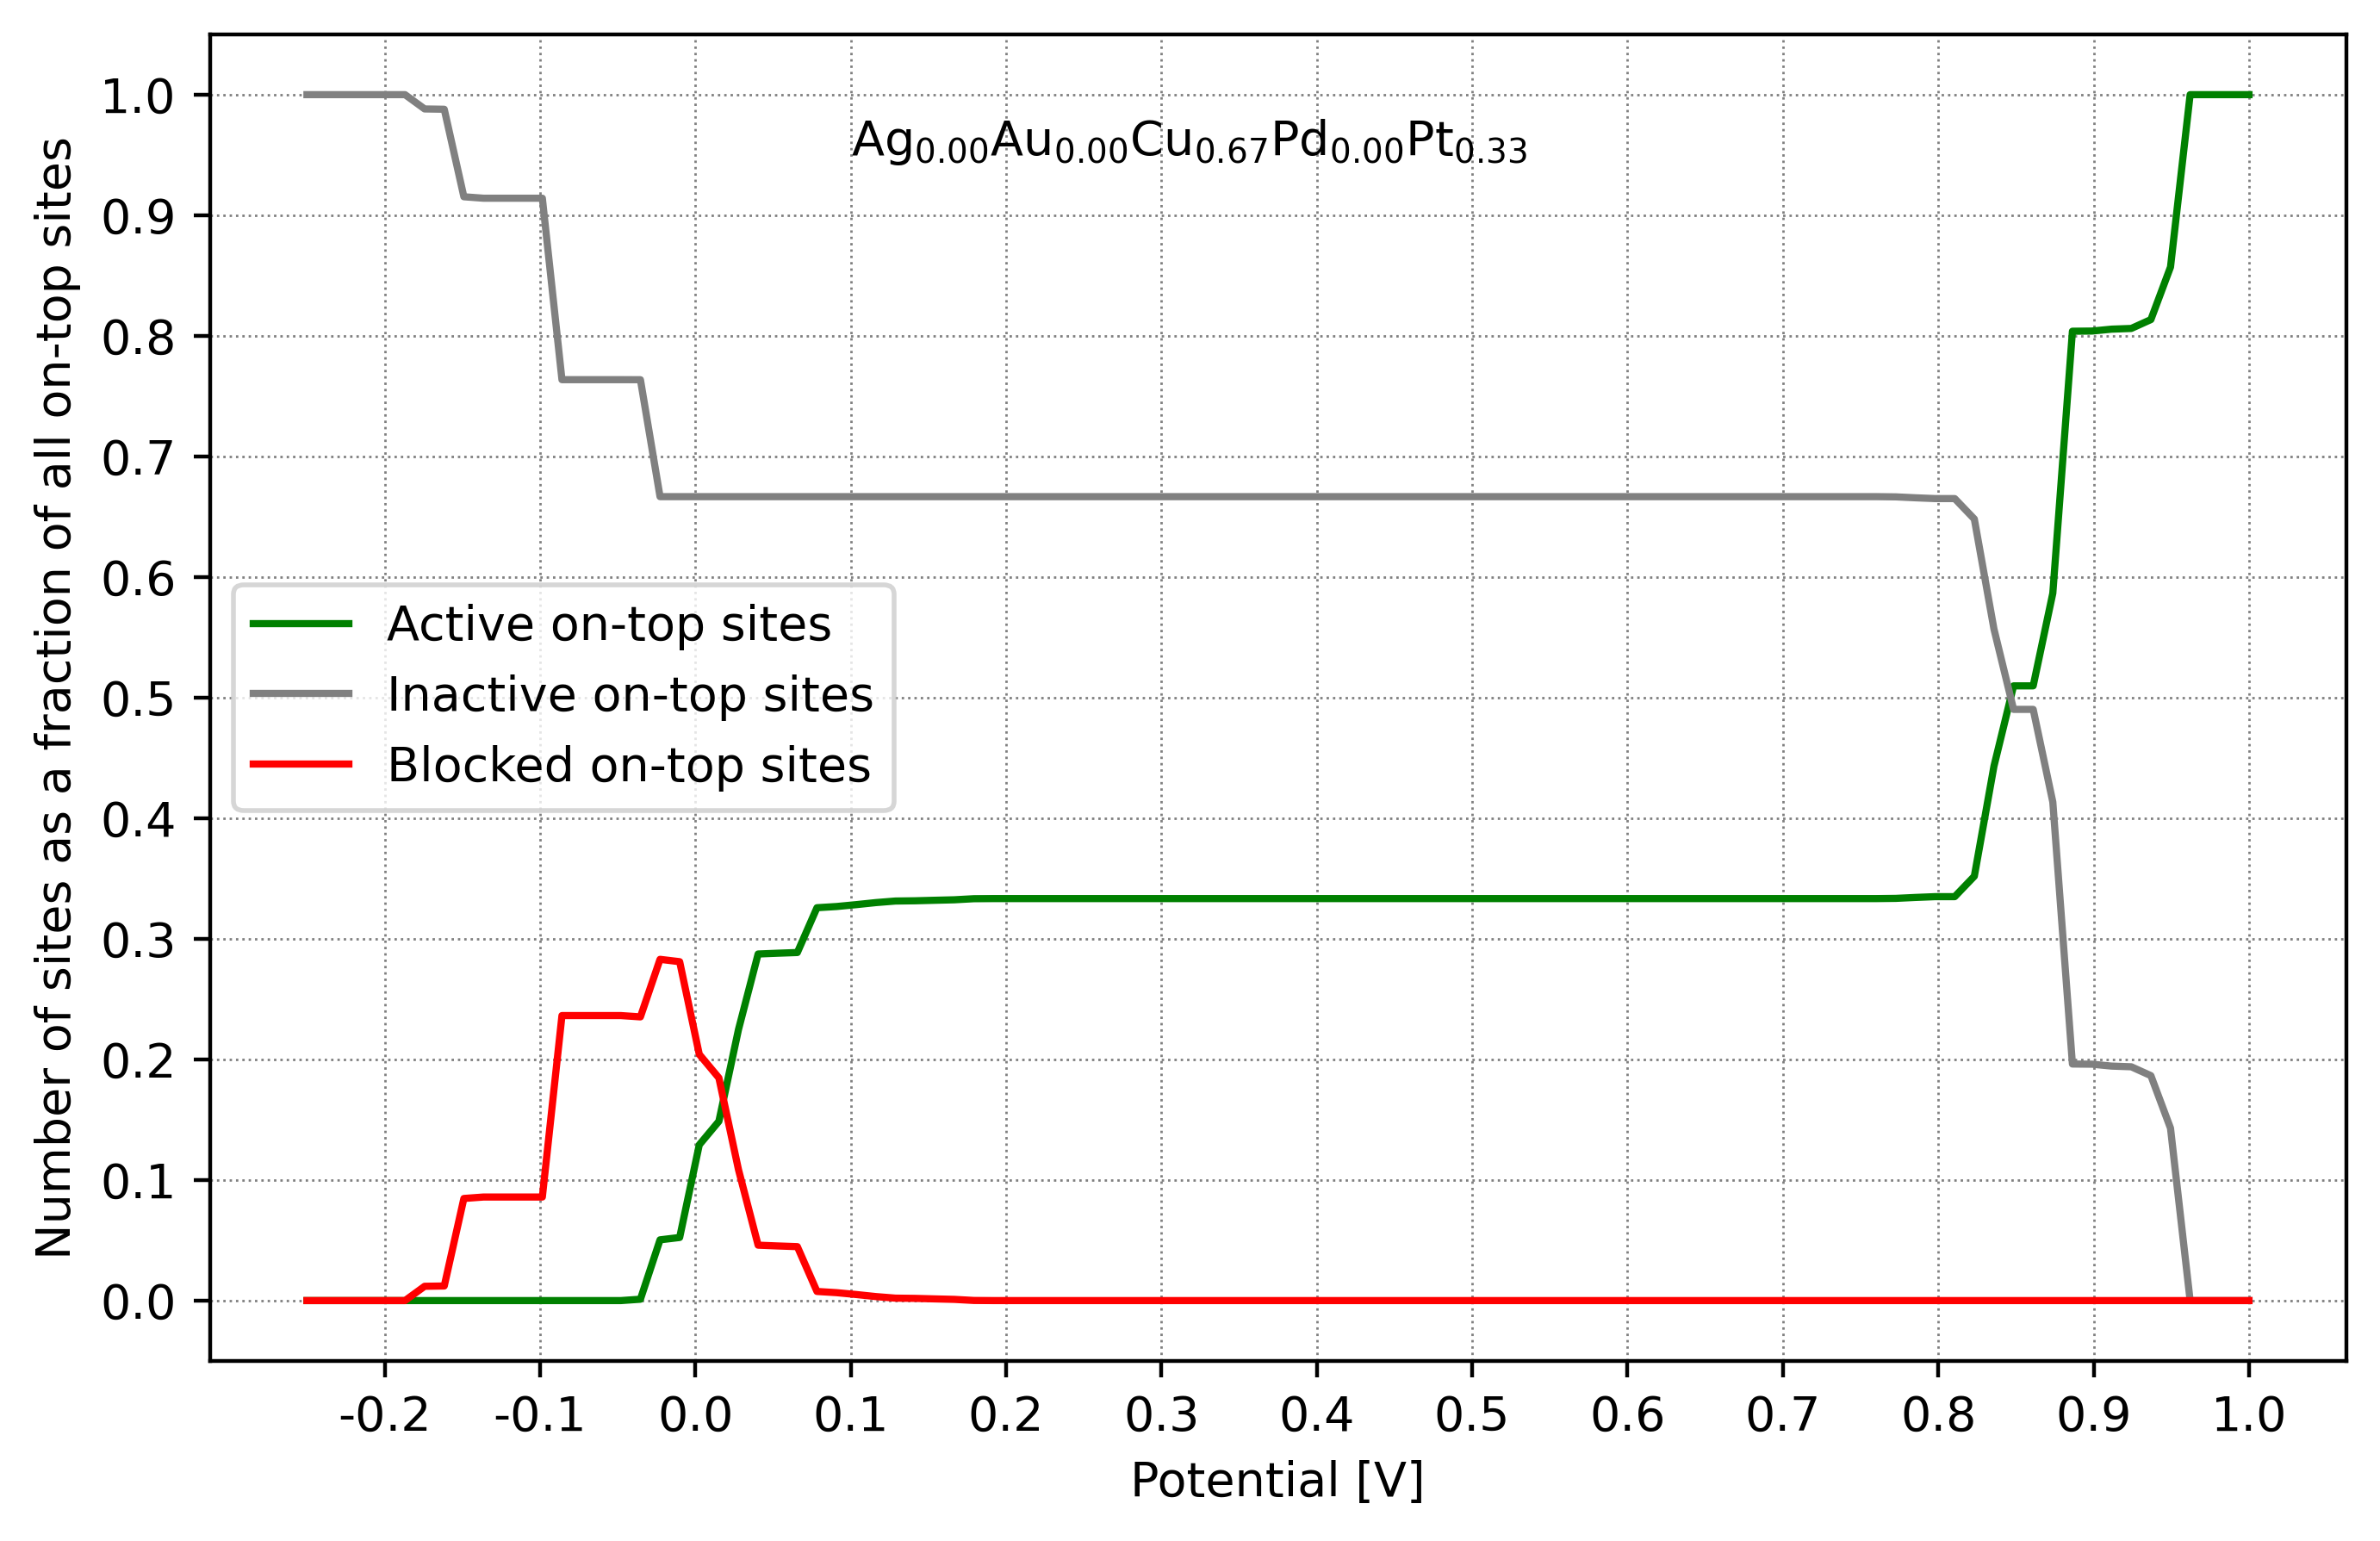 Ag0.00Au0.00Cu0.67Pd0.00Pt0.33
Number of sites as a fraction of all on-top sites
1.0
0.9
0.8
0.7
0.6
0.5
0.4
0.3
0.2
0.1
0.0
Active on-top sites
Inactive on-top sites
Blocked on-top sites
-0.2 -0.1 0.0 0.1 0.2 0.3 0.4 0.5 0.6 0.7 0.8 0.9 1.0
Potential [V]